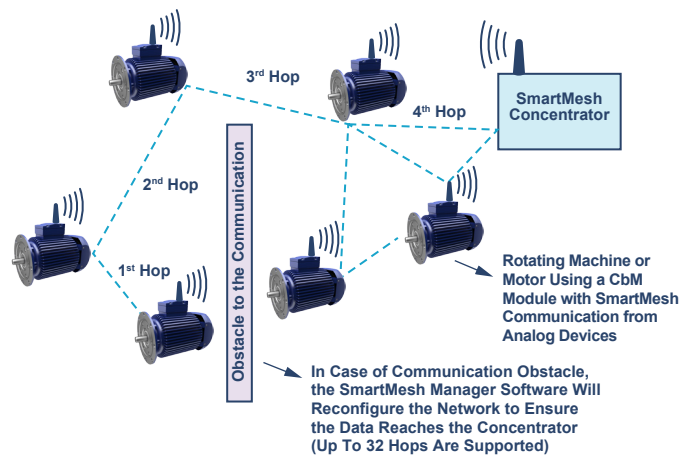 3rd Hop
4th Hop
SmartMesh
Concentrator
2nd Hop
1st Hop
Obstacle to the Communication
Rotating Machine or
Motor Using a CbM
Module with SmartMesh
Communication from
Analog Devices
In Case of Communication Obstacle,
the SmartMesh Manager Software Will
Reconfigure the Network to Ensure
the Data Reaches the Concentrator
(Up To 32 Hops Are Supported)